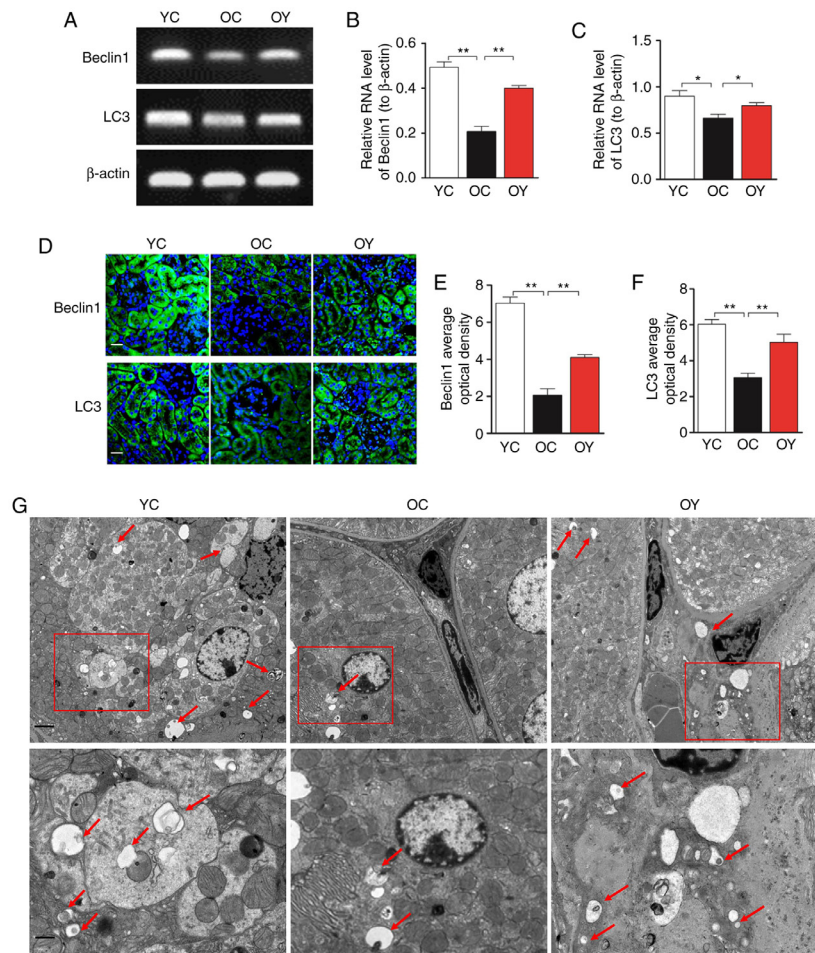 A
YC OC OY
Beclin1
LC3
β-actin
B
Relative RNA level
of Beclin1 (to β-actin)
0.6
0.4
0.2
0.0
** **
YC OC OY
C
Relative RNA level
of LC3 (to β-actin)
1.5
1.0
0.5
0.0
* *
YC OC OY
D
YC OC OY
Beclin1
LC3
E
Beclin1 average
optical density
8
6
4
2
0
** **
YC OC OY
F
LC3 average
optical density
8
6
4
2
0
** **
YC OC OY
G
YC OC OY